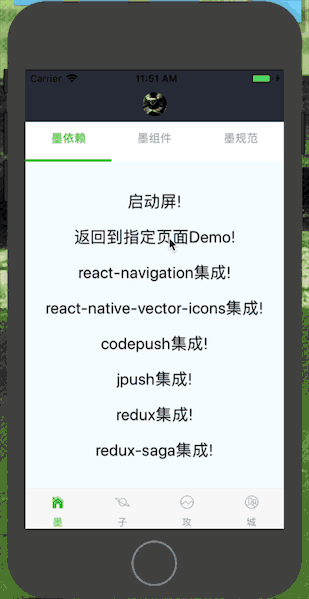 Carrier 11:51 AM
墨依赖 墨组件 墨规范
启动屏!
返回到指定页面Demo!
react-navigation集成!
react-native-vector-icons集成!
codepush集成!
jpush集成!
redux集成!
redux-saga集成!
墨 子 攻 城